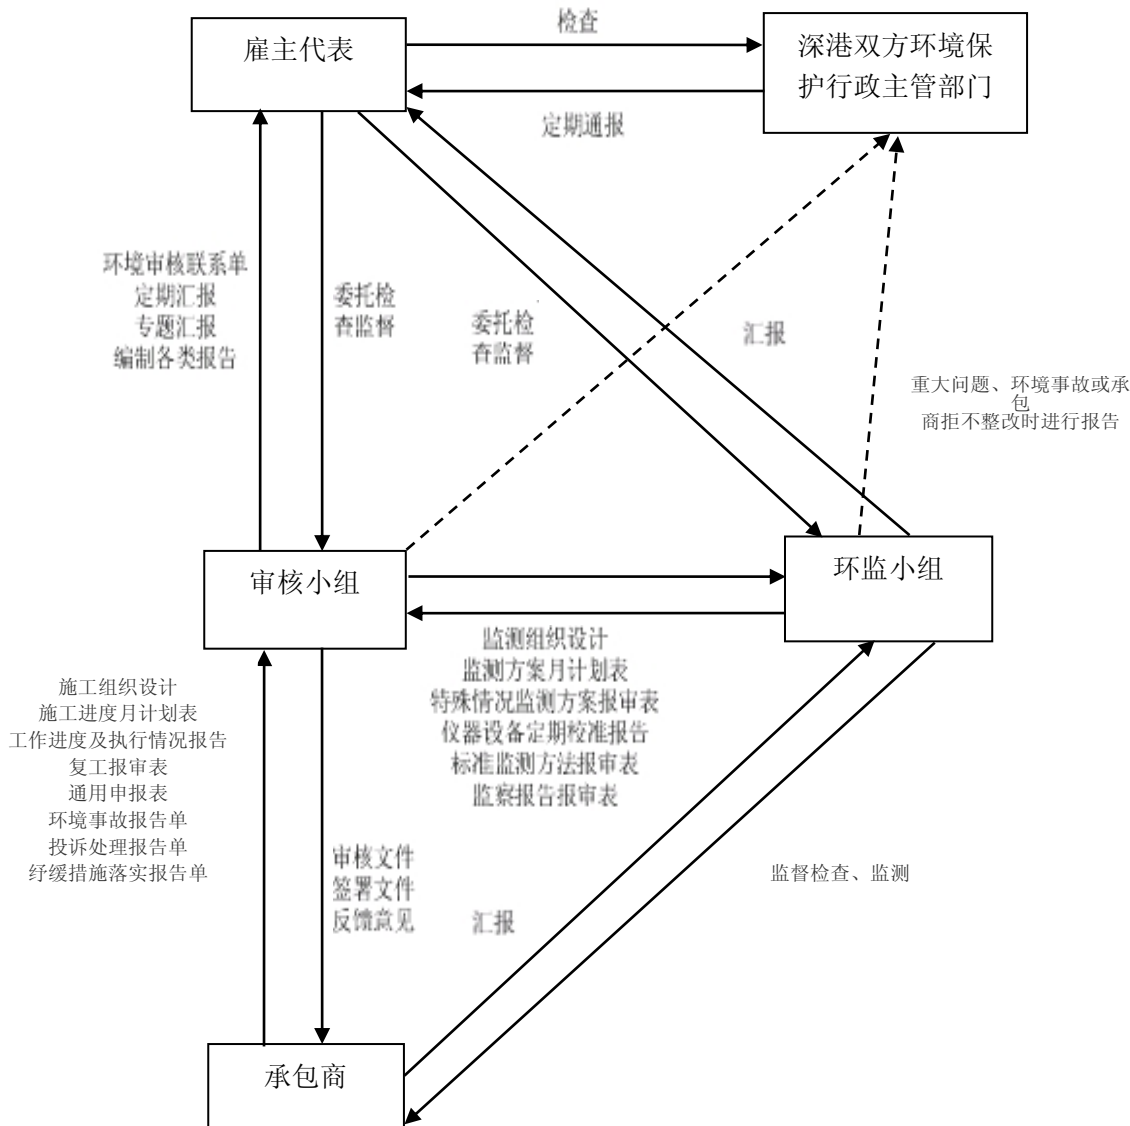 检查
雇主代表
深港双方环境保
护行政主管部门
定期通报
环境审核联系单
定期汇报
专题汇报
编制各类报告
委托检
查监督
委托检
查监督
汇报
重大问题、环境事故或承
包
商拒不整改时进行报告
审核小组
环监小组
监测组织设计
监测方案月计划表
特殊情况监测方案报审表
仪器设备定期校准报告
标准监测方法报审表
监察报告报审表
施工组织设计
施工进度月计划表
工作进度及执行情况报告
复工报审表
通用申报表
环境事故报告单
投诉处理报告单
纾缓措施落实报告单
审核文件
签署文件
反馈意见
汇报
监督检查、监测
承包商